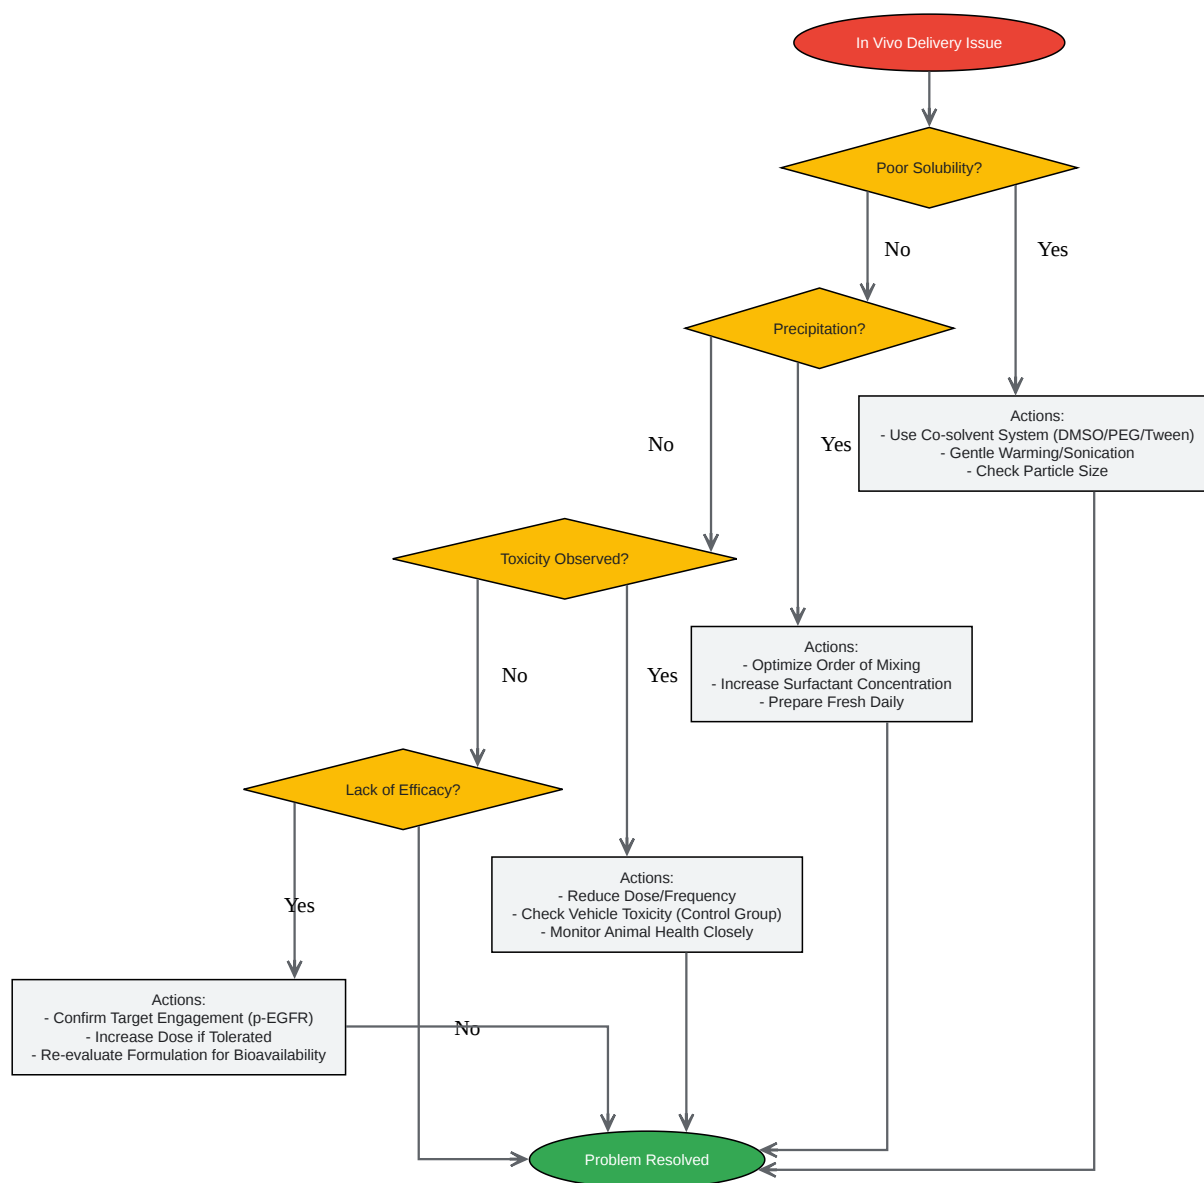 In Vivo Delivery Issue
Poor Solubility?
No
Yes
Precipitation?
No
Yes
Actions:
- Use Co-solvent System (DMSO/PEG/Tween)
- Gentle Warming/Sonication
- Check Particle Size
Toxicity Observed?
No
Yes
Actions:
- Optimize Order of Mixing
- Increase Surfactant Concentration
- Prepare Fresh Daily
Lack of Efficacy?
Yes
Actions:
- Reduce Dose/Frequency
- Check Vehicle Toxicity (Control Group)
- Monitor Animal Health Closely
Actions:
- Confirm Target Engagement (p-EGFR)
- Increase Dose if Tolerated
- Re-evaluate Formulation for Bioavailability
No
Problem Resolved